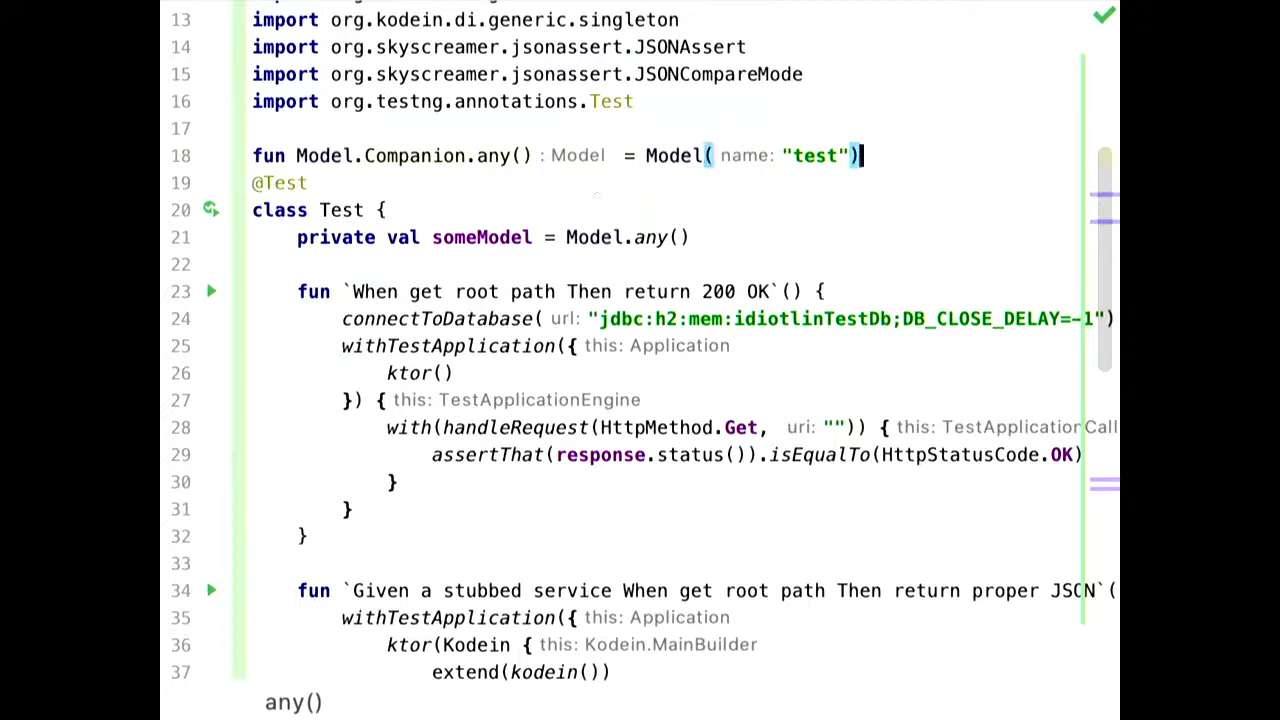 13 import org.kodein.di.generic.singleton
14 import org.skyscreamer.jsonassert.JSONAssert
15 import org.skyscreamer.jsonassert.JSONCompareMode
16 import org.testng.annotations.Test
17
18 fun Model.Companion.any() : Model = Model( name: "test")
19 @Test
20 class Test {
21 private val someModel = Model.any()
22
23 fun `When get root path Then return 200 OK`() {
24 connectToDatabase( url: "jdbc:h2:mem:idiotlinTestDb;DB_CLOSE_DELAY=-1")
25 withTestApplication({ this: Application
26 ktor()
27 }) { this: TestApplicationEngine
28 with(handleRequest(HttpMethod.Get, uri: "")) { this: TestApplicationCall
29 assertThat(response.status()).isEqualTo(HttpStatusCode.OK)
30 }
31 }
32 }
33
34 fun `Given a stubbed service When get root path Then return proper JSON`(
35 withTestApplication({ this: Application
36 ktor(Kodein { this: Kodein.MainBuilder
37 extend(kodein())
any()